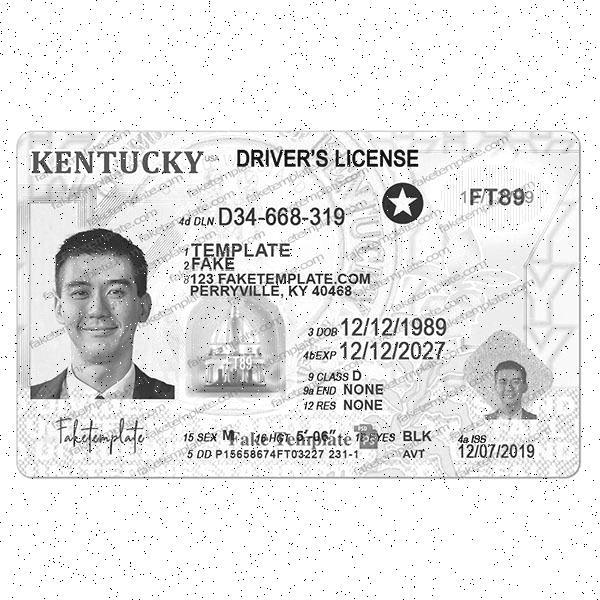 KENTUCKY USA DRIVER'S LICENSE
FT89
4d DLN. D34-668-319
1 TEMPLATE
2 FAKE
8 123 FAKETEMPLATE.COM
PERRYVILLE, KY 40468
3 DOB 12/12/1989
4b EXP 12/12/2027
FT89
9 CLASS D
9a END NONE
12 RES NONE
Faketemplate
15 SEX M 16 HGT 5'-06" 18 EYES BLK 4a ISS
Fake Template
5 DD P15658674FT03227 231-1 AVT 12/07/2019
faketemplate.com